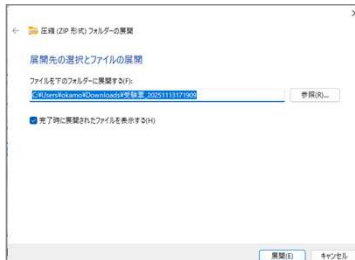 圧縮 (ZIP 形式) フォルダーの展開
展開先の選択とファイルの展開
ファイルを下のフォルダーに展開する(F):
C:¥Users¥okamo¥Downloads¥受験票_20251113171909
参照(R)...
完了時に展開されたファイルを表示する(H)
展開(E)
キャンセル